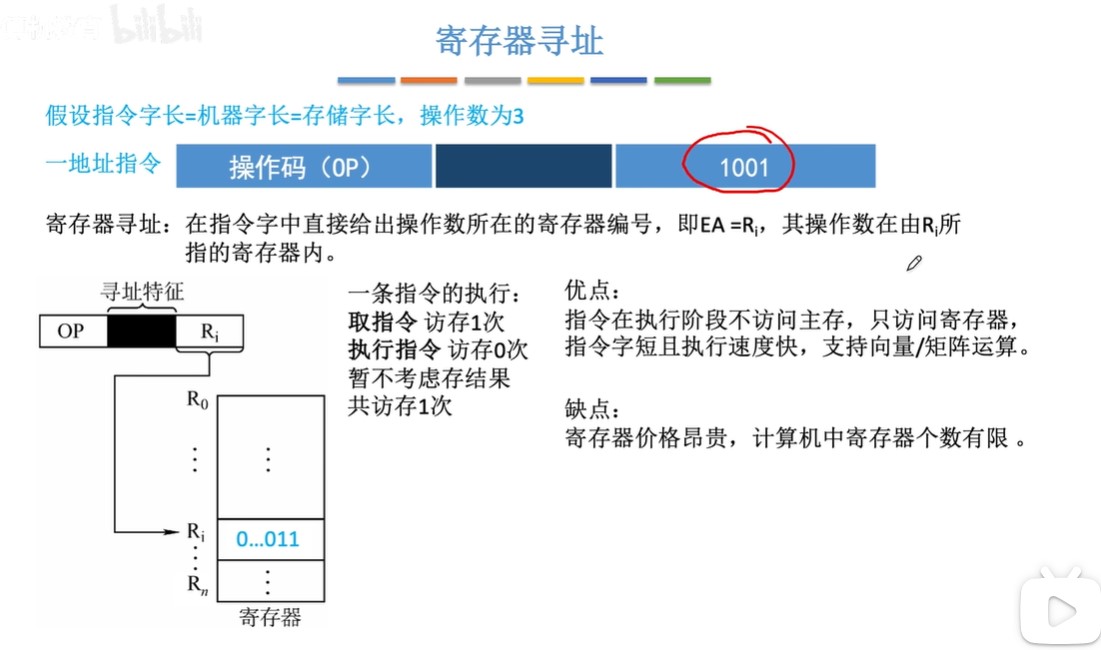 bilibili
寄存器寻址
假设指令字长=机器字长=存储字长，操作数为3
一地址指令
操作码（OP）
1001
寄存器寻址：在指令字中直接给出操作数所在的寄存器编号，即EA =Ri，其操作数在由Ri所
指的寄存器内。
寻址特征
OP
Ri
R0
⋮
⋮
Ri
0...011
⋮
Rn
⋮
寄存器
一条指令的执行：
取指令 访存1次
执行指令 访存0次
暂不考虑存结果
共访存1次
优点：
指令在执行阶段不访问主存，只访问寄存器，
指令字短且执行速度快，支持向量/矩阵运算。
缺点：
寄存器价格昂贵，计算机中寄存器个数有限 。